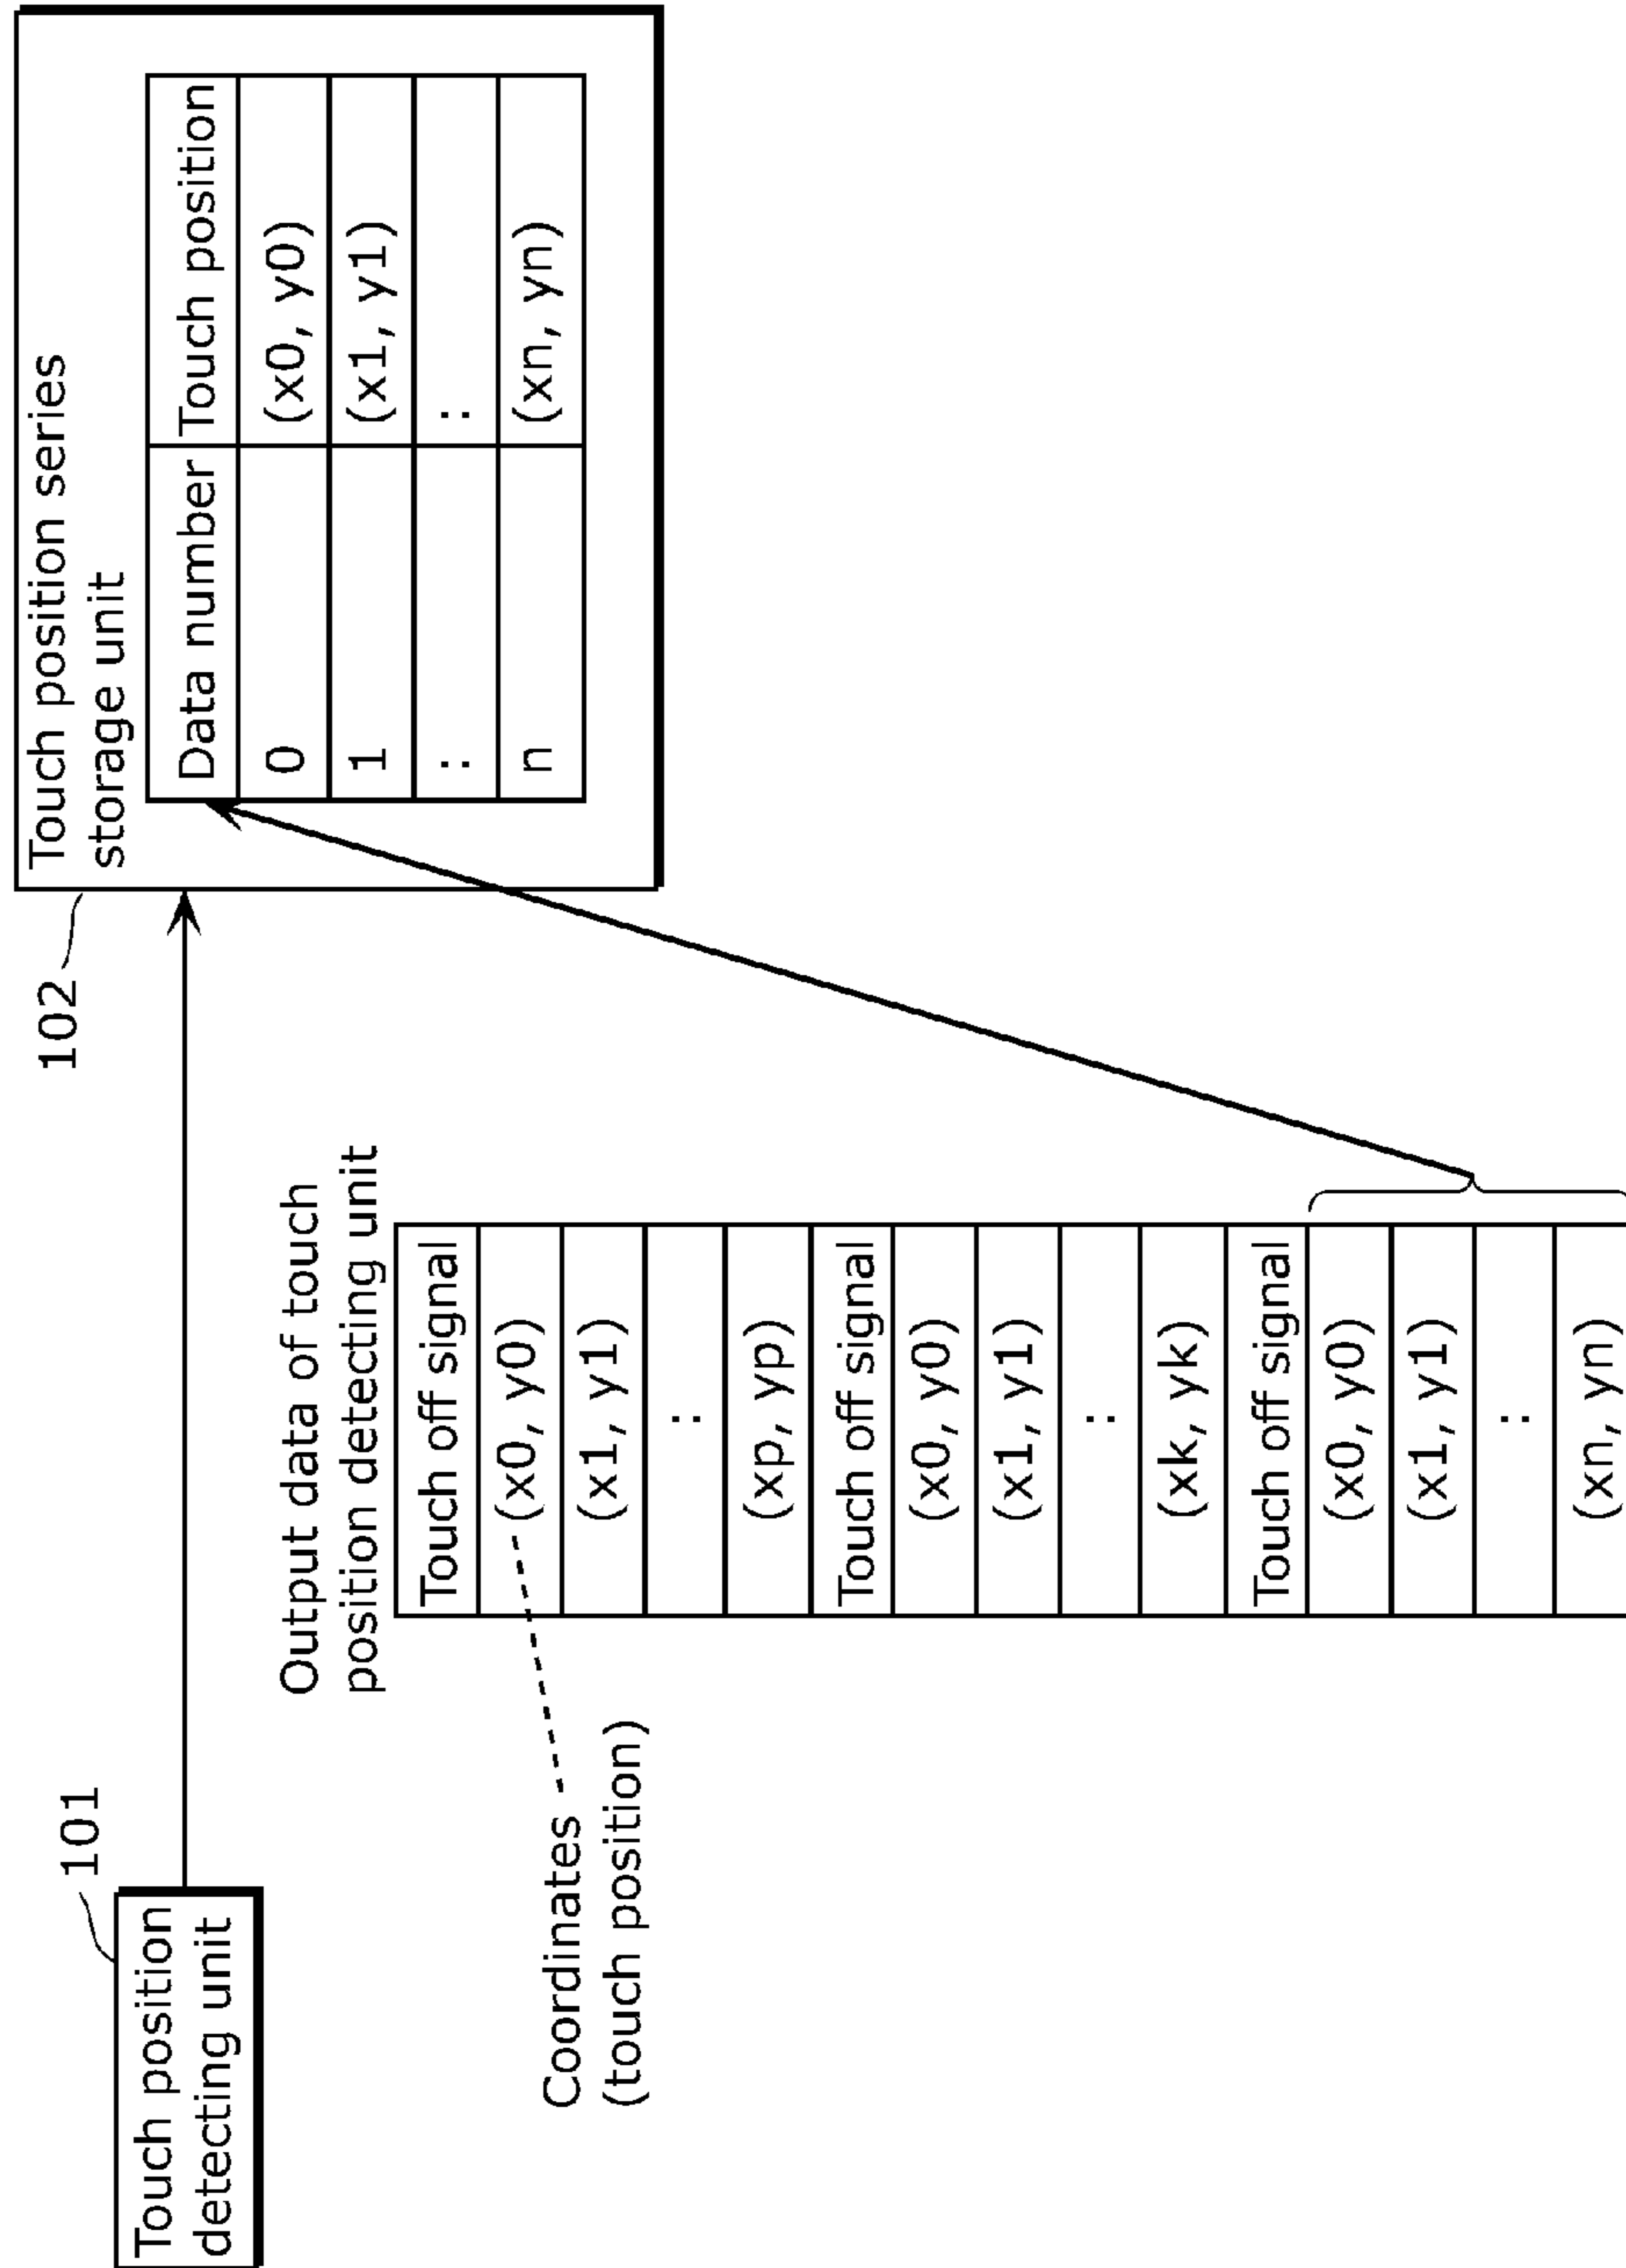 101
Touch position
detecting unit
102
Touch position series
storage unit
Data number Touch position
0 (x0, y0)
1 (x1, y1)
: :
n (xn, yn)
Output data of touch
position detecting unit
Touch off signal
(x0, y0)
(x1, y1)
:
(xp, yp)
Touch off signal
(x0, y0)
(x1, y1)
:
(xk, yk)
Touch off signal
(x0, y0)
(x1, y1)
:
(xn, yn)
Coordinates
(touch position)